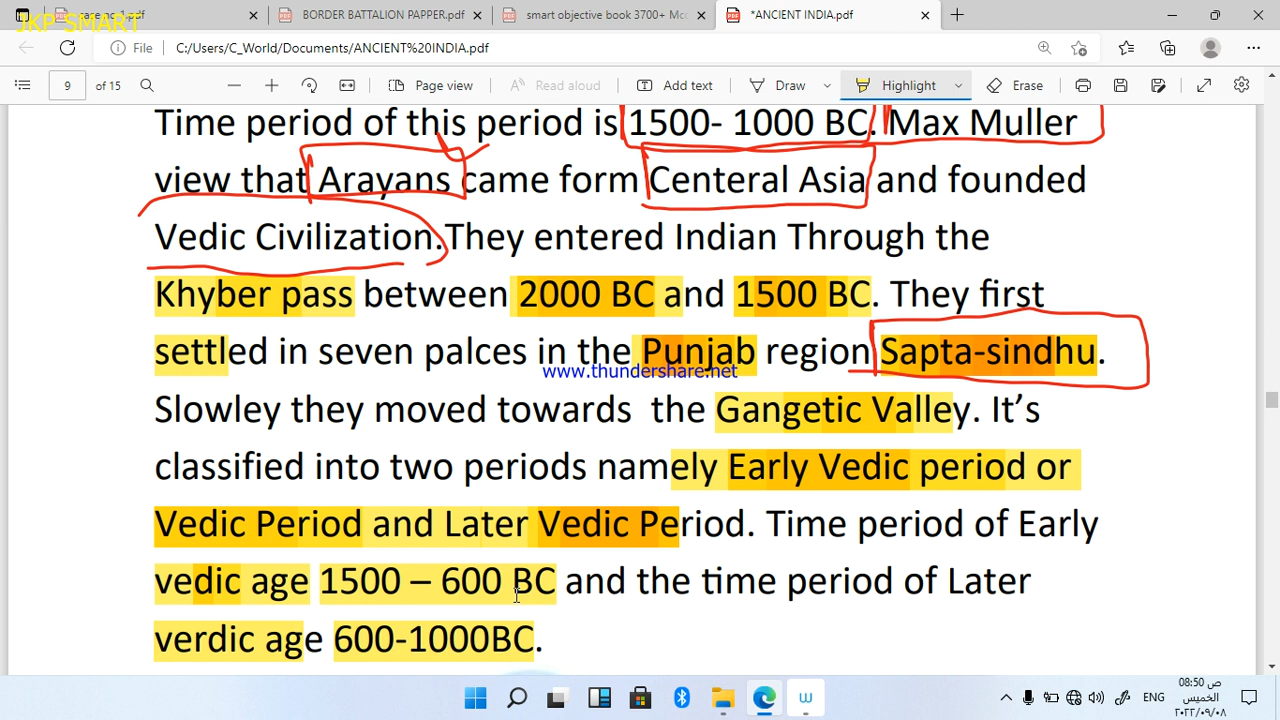 JKP SMART
BORDER BATTALION PAPPER.pdf
smart objective book 3700+
*ANCIENT INDIA.pdf
File
C:/Users/C_World/Documents/ANCIENT%20INDIA.pdf
9 of 15
Page view
Read aloud
Add text
Draw
Highlight
Erase
Time period of this period is 1500- 1000 BC. Max Muller
view that Arayans came form Centeral Asia and founded
Vedic Civilization.They entered Indian Through the
Khyber pass between 2000 BC and 1500 BC. They first
settled in seven palces in the Punjab region Sapta-sindhu.
www.thundershare.net
Slowley they moved towards the Gangetic Valley. It's
classified into two periods namely Early Vedic period or
Vedic Period and Later Vedic Period. Time period of Early
vedic age 1500 – 600 BC and the time period of Later
verdic age 600-1000BC.
ENG
08:50 ص
الخميس
٢٠٢٢/٠٩/٠٨